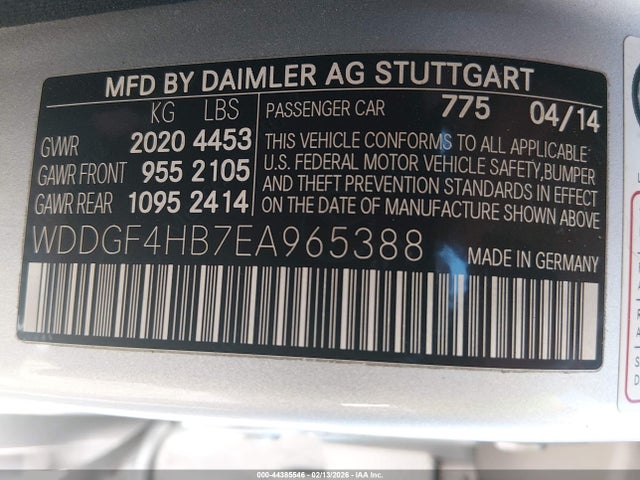 MFD BY DAIMLER AG STUTTGART
KG LBS PASSENGER CAR 775 04/14
GVWR 2020 4453
GAWR FRONT 955 2105
GAWR REAR 1095 2414
THIS VEHICLE CONFORMS TO ALL APPLICABLE
U.S. FEDERAL MOTOR VEHICLE SAFETY,BUMPER
AND THEFT PREVENTION STANDARDS IN EFFECT
ON THE DATE OF MANUFACTURE SHOWN ABOVE
WDDGF4HB7EA965388 MADE IN GERMANY
000-44385546 - 02/13/2026 - IAA Inc.